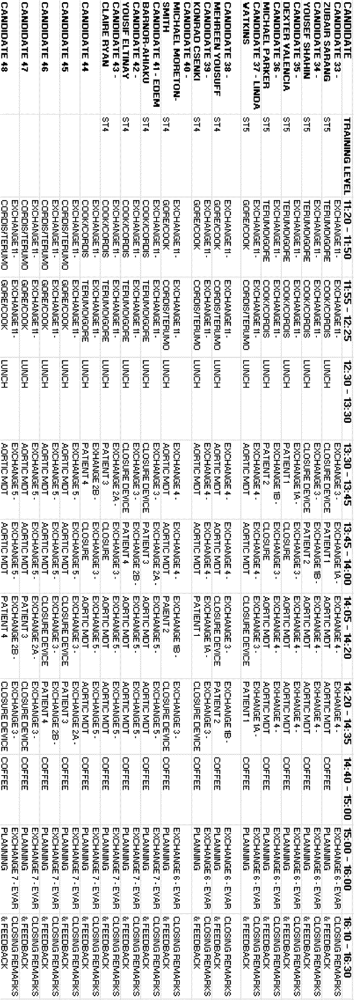 CANDIDATE TRAINING LEVEL 11:20 - 11:50 11:55 - 12:25 12:30 - 13:30 13:30 - 13:45 13:45 - 14:00 14:05 - 14:20 14:20 - 14:35 14:40 - 15:00 15:00 - 16:00 16:10 - 16:30
CANDIDATE 33 - EXCHANGE 11 - EXCHANGE 11 - EXCHANGE 3 - EXCHANGE 1A - EXCHANGE 4 - EXHANGE 4 - EXCHANGE 6 - EVAR CLOSING REMARKS
ZUBAIR SARANG ST5 TERUMO/GORE COOK/CORDIS LUNCH CLOSURE DEVICE PATIENT 1 AORTIC MDT AORTIC MDT COFFEE PLANNING & FEEDBACK
CANDIDATE 34 - EXCHANGE 11 - EXCHANGE 11 - EXCHANGE 3 - EXCHANGE 1B - EXCHANGE 4 - EXHANGE 4 - EXCHANGE 6 - EVAR CLOSING REMARKS
YOUSEF SHAHIN ST5 TERUMO/GORE COOK/CORDIS LUNCH CLOSURE DEVICE PATIENT 2 AORTIC MDT AORTIC MDT COFFEE PLANNING & FEEDBACK
CANDIDATE 35 - EXCHANGE 11 - EXCHANGE 11 - EXCHANGE 1A - EXCHANGE 3 - EXCHANGE 4 - EXHANGE 4 - EXCHANGE 6 - EVAR CLOSING REMARKS
DEXTER VALENCIA ST5 TERUMO/GORE COOK/CORDIS LUNCH PATIENT 1 CLOSURE AORTIC MDT AORTIC MDT COFFEE PLANNING & FEEDBACK
CANDIDATE 36 - EXCHANGE 11 - EXCHANGE 11 - EXCHANGE 1B - EXCHANGE 3 - EXCHANGE 4 - EXHANGE 4 - EXCHANGE 6 - EVAR CLOSING REMARKS
MICHAEL PARKER ST5 TERUMO/GORE COOK/CORDIS LUNCH PATIENT 2 CLOSURE AORTIC MDT AORTIC MDT COFFEE PLANNING & FEEDBACK
CANDIDATE 37 - LINDA EXCHANGE 11 - EXCHANGE 11 - EXCHANGE 4 - EXCHANGE 4 - EXCHANGE 3 - EXHANGE 1A - EXCHANGE 6 - EVAR CLOSING REMARKS
WATKINS ST5 GORE/COOK CORDIS/TERUMO LUNCH AORTIC MDT AORTIC MDT CLOSURE DEVICE PATIENT 1 COFFEE PLANNING & FEEDBACK
CANDIDATE 38 - EXCHANGE 11 - EXCHANGE 11 - EXCHANGE 4 - EXCHANGE 4 - EXCHANGE 3 - EXCHANGE 1B - EXCHANGE 6 - EVAR CLOSING REMARKS
MEHREEN YOUSUFF ST4 GORE/COOK CORDIS/TERUMO LUNCH AORTIC MDT AORTIC MDT CLOSURE DEVICE PATIENT 2 COFFEE PLANNING & FEEDBACK
CANDIDATE 39 - EXCHANGE 11 - EXCHANGE 11 - EXCHANGE 4 - EXCHANGE 4 - EXCHANGE 1A - EXCHANGE 3 - EXCHANGE 6 - EVAR CLOSING REMARKS
KONRAD CSENKI ST4 GORE/COOK CORDIS/TERUMO LUNCH AORTIC MDT AORTIC MDT PATIENT 1 CLOSURE DEVICE COFFEE PLANNING & FEEDBACK
CANDIDATE 40 -
MICHAEL MORETON- EXCHANGE 11 - EXCHANGE 11 - EXCHANGE 4 - EXCHANGE 4 - EXCHANGE 1B - EXCHANGE 3 - EXCHANGE 6 - EVAR CLOSING REMARKS
SMITH ST4 GORE/COOK CORDIS/TERUMO LUNCH AORTIC MDT AORTIC MDT PAIENT 2 CLOSURE DEVICE COFFEE PLANNING & FEEDBACK
CANDIDATE 41 - EDEM EXCHANGE 11 - EXCHANGE 11 - EXCHANGE 3 - EXCHANGE 2A - EXCHANGE 5 - EXCHANGE 5 - EXCHANGE 7 - EVAR CLOSING REMARKS
BARNOR-AHIAKU ST4 COOK/CORDIS TERUMO/GORE LUNCH CLOSURE DEVICE PATIENT 3 AORTIC MDT AORTIC MDT COFFEE PLANNING & FEEDBACK
CANDIDATE 42 - EXCHANGE 11 - EXCHANGE 11 - EXCHANGE 3 - EXCHANGE 2B - EXCHANGE 5 - EXCHANGE 5 - EXCHANGE 7 - EVAR CLOSING REMARKS
YOUSIF ELTINAY ST4 COOK/CORDIS TERUMO/GORE LUNCH CLOSURE DEVICE PATIENT 4 AORTIC MDT AORTIC MDT COFFEE PLANNING & FEEDBACK
CANDIDATE 43 - EXCHANGE 11 - EXCHANGE 11 - EXCHANGE 2A - EXCHANGE 3 - EXCHANGE 5 - EXCHANGE 5 - EXCHANGE 7 - EVAR CLOSING REMARKS
CLAIRE RYAN ST4 COOK/CORDIS TERUMO/GORE LUNCH PATIENT 3 CLOSURE AORTIC MDT AORTIC MDT COFFEE PLANNING & FEEDBACK
EXCHANGE 11 - EXCHANGE 11 - EXHANGE 2B - EXCHANGE 3 - EXCHANGE 5 - EXCHANGE 5 - EXCHANGE 7 - EVAR CLOSING REMARKS
CANDIDATE 44 COOK/CORDIS TERUMO/GORE LUNCH PATIENT 4 CLOSURE AORTIC MDT AORTIC MDT COFFEE PLANNING & FEEDBACK
EXCHANGE 11 - EXCHANGE 11 - EXCHANGE 5 - EXCHANGE 5 - EXCHANGE 3 - EXCHANGE 2A - EXCHANGE 7 - EVAR CLOSING REMARKS
CANDIDATE 45 CORDIS/TERUMO GORE/COOK LUNCH AORTIC MDT AORTIC MDT CLOSURE DEVICE PATIENT 3 COFFEE PLANNING & FEEDBACK
EXCHANGE 11 - EXCHANGE 11 - EXCHANGE 5 - EXCHANGE 5 - EXCHANGE 3 - EXCHANGE 2B - EXCHANGE 7 - EVAR CLOSING REMARKS
CANDIDATE 46 CORDIS/TERUMO GORE/COOK LUNCH AORTIC MDT AORTIC MDT CLOSURE DEVICE PATIENT 4 COFFEE PLANNING & FEEDBACK
EXCHANGE 11 - EXCHANGE 11 - EXCHANGE 5 - EXCHANGE 5 - EXCHANGE 2A - EXCHANGE 3 - EXCHANGE 7 - EVAR CLOSING REMARKS
CANDIDATE 47 CORDIS/TERUMO GORE/COOK LUNCH AORTIC MDT AORTIC MDT PATIENT 3 CLOSURE DEVICE COFFEE PLANNING & FEEDBACK
EXCHANGE 11 - EXCHANGE 11 - EXCHANGE 5 - EXCHANGE 5 - EXCHANGE 2B - EXCHANGE 3 - EXCHANGE 7 - EVAR CLOSING REMARKS
CANDIDATE 48 CORDIS/TERUMO GORE/COOK LUNCH AORTIC MDT AORTIC MDT PATIENT 4 CLOSURE DEVICE COFFEE PLANNING & FEEDBACK